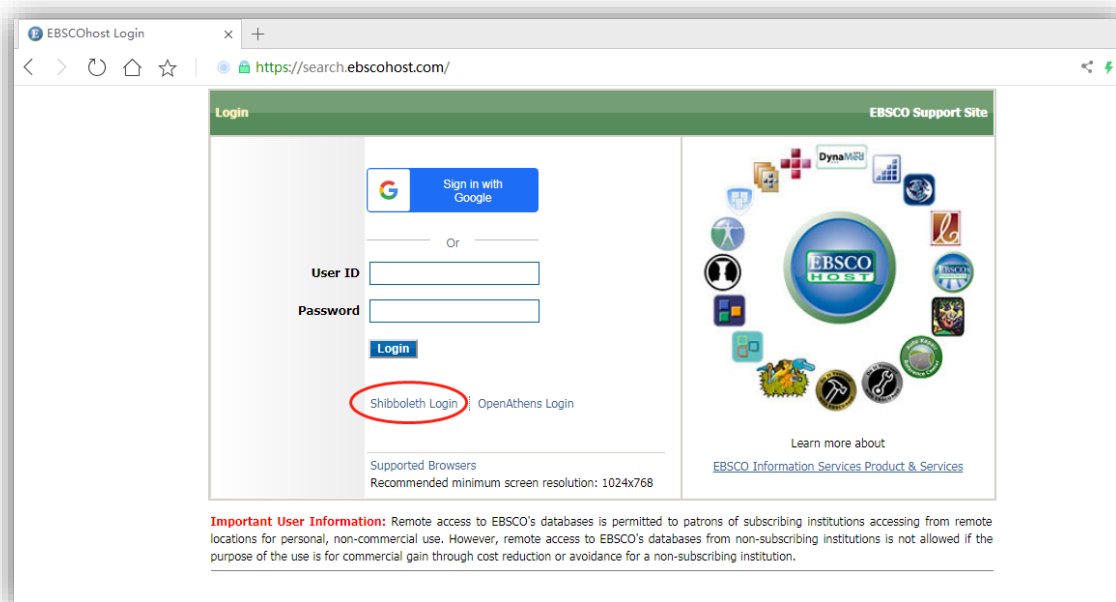 EBSCOhost Login
https://search.ebscohost.com/
Login
EBSCO Support Site
Sign in with
Google
Or
User ID
Password
Login
Shibboleth Login
OpenAthens Login
Supported Browsers
Recommended minimum screen resolution: 1024x768
DynaMed
EBSCO
HOST
EBSCO
Auto Repair
Reference Center
Learn more about
EBSCO Information Services Product & Services
Important User Information: Remote access to EBSCO's databases is permitted to patrons of subscribing institutions accessing from remote
locations for personal, non-commercial use. However, remote access to EBSCO's databases from non-subscribing institutions is not allowed if the
purpose of the use is for commercial gain through cost reduction or avoidance for a non-subscribing institution.